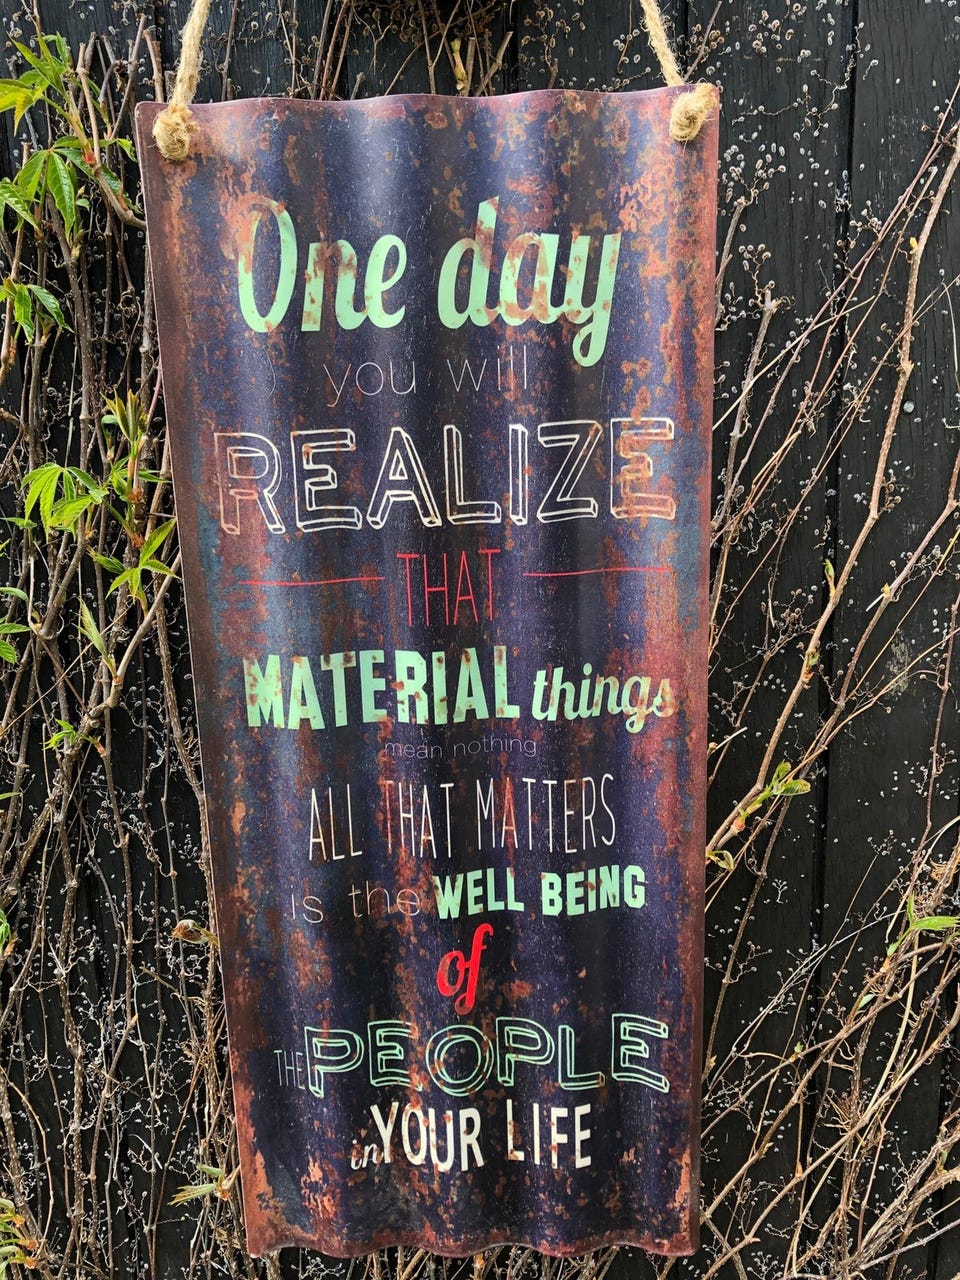 One day
you will
REALIZE
THAT
MATERIAL things
mean nothing
ALL THAT MATTERS
is the WELL BEING
of
THE PEOPLE
in YOUR LIFE